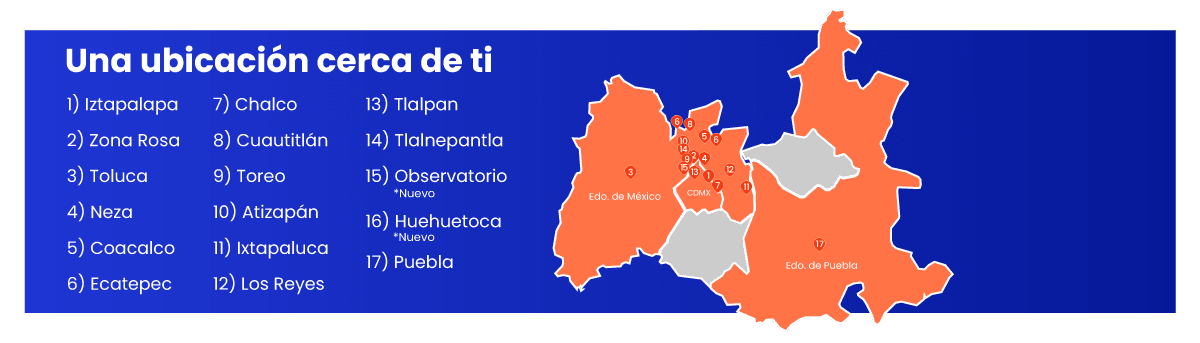 Una ubicación cerca de ti
1) Iztapalapa
2) Zona Rosa
3) Toluca
4) Neza
5) Coacalco
6) Ecatepec
7) Chalco
8) Cuautitlán
9) Toreo
10) Atizapán
11) Ixtapaluca
12) Los Reyes
13) Tlalpan
14) Tlalnepantla
15) Observatorio
*Nuevo
16) Huehuetoca
*Nuevo
17) Puebla
6
8
5
6
10
14
2
4
9
15
13
1
12
7
11
3
Edo. de México
CDMX
17
Edo. de Puebla